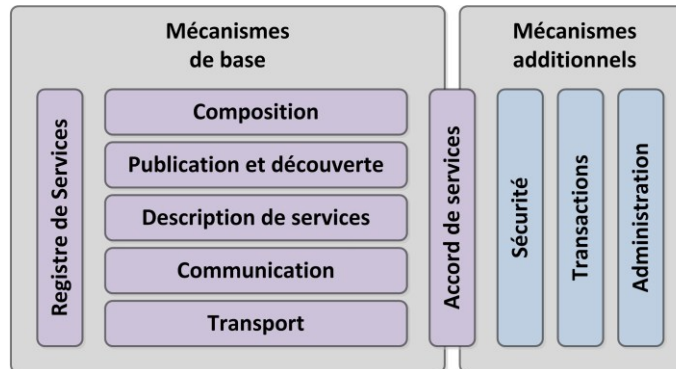 Mécanismes
de base
Mécanismes
additionnels
Registre de Services
Composition
Publication et découverte
Description de services
Communication
Transport
Accord de services
Sécurité
Transactions
Administration